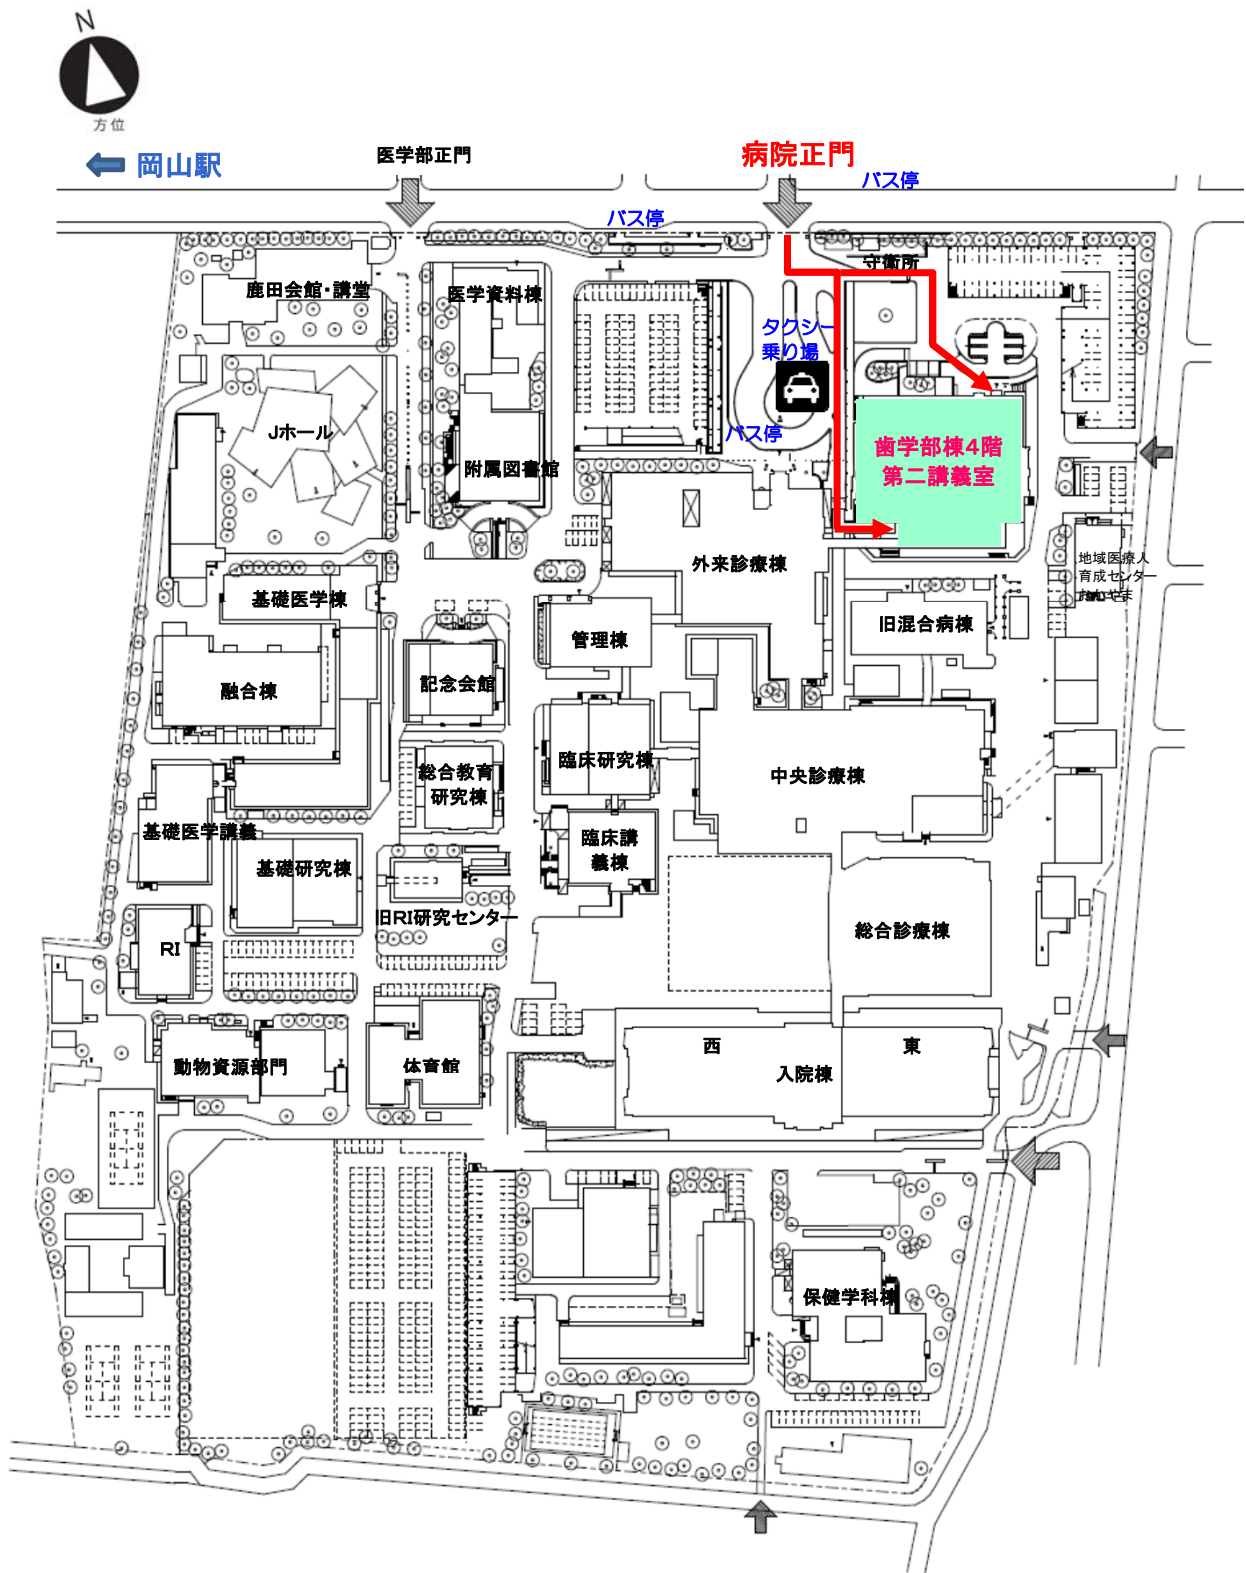 N
方位
岡山駅
医学部正門
病院正門
バス停
バス停
守衛所
鹿田会館・講堂
医学資料棟
タクシー
乗り場
バス停
Jホール
附属図書館
歯学部棟4階
第二講義室
外来診療棟
地域医療人
育成センター
おかやま
基礎医学棟
管理棟
旧混合病棟
融合棟
記念会館
臨床研究棟
中央診療棟
総合教育
研究棟
基礎医学講義
臨床講
義棟
基礎研究棟
旧RI研究センター
総合診療棟
RI
西
東
動物資源部門
体育館
入院棟
保健学科棟